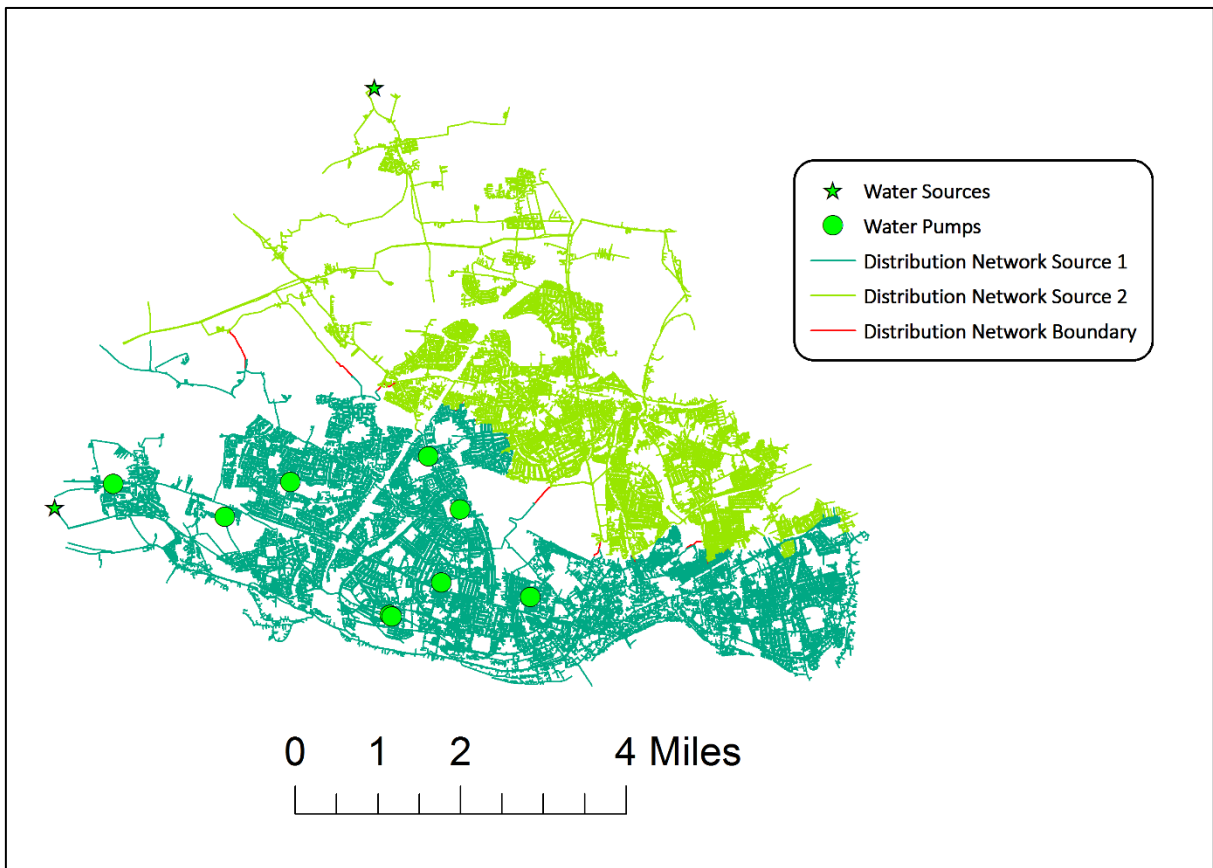 Water Sources
Water Pumps
Distribution Network Source 1
Distribution Network Source 2
Distribution Network Boundary
0 1 2 4 Miles